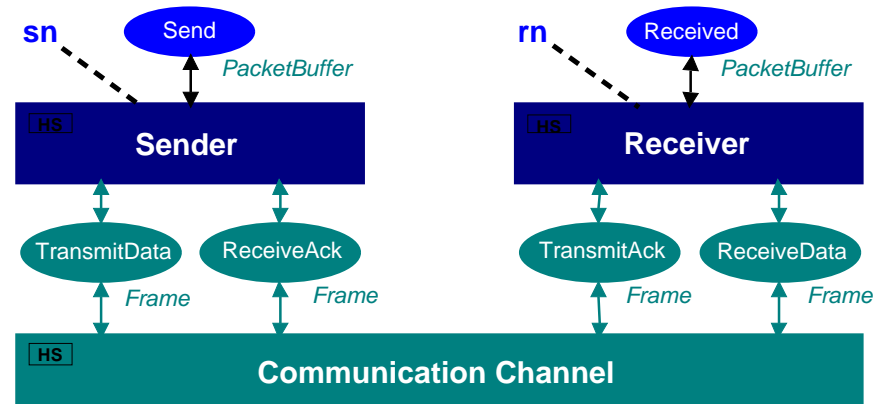 sn
Send
rn
Received
PacketBuffer
PacketBuffer
HS
Sender
HS
Receiver
TransmitData
ReceiveAck
TransmitAck
ReceiveData
Frame
Frame
Frame
Frame
HS
Communication Channel